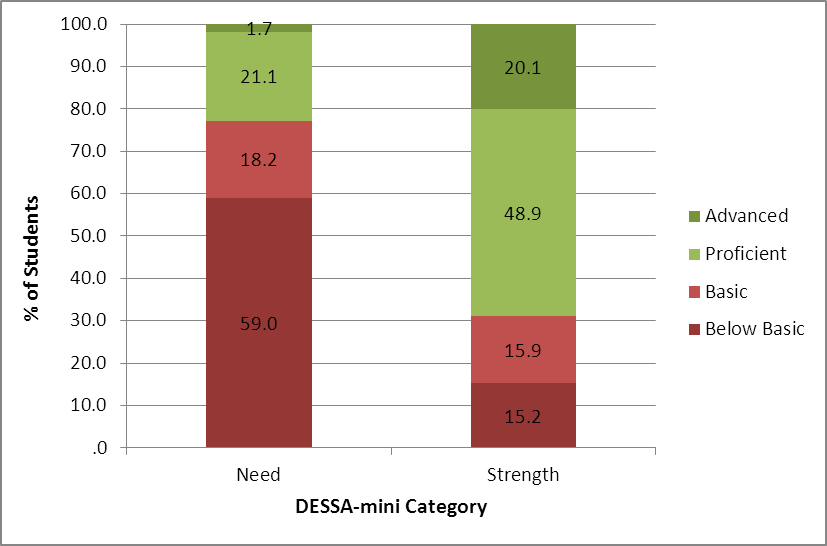 100.0
90.0
80.0
70.0
60.0
50.0
40.0
30.0
20.0
10.0
.0
% of Students
1.7
21.1
18.2
59.0
20.1
48.9
15.9
15.2
Need
Strength
DESSA-mini Category
Advanced
Proficient
Basic
Below Basic